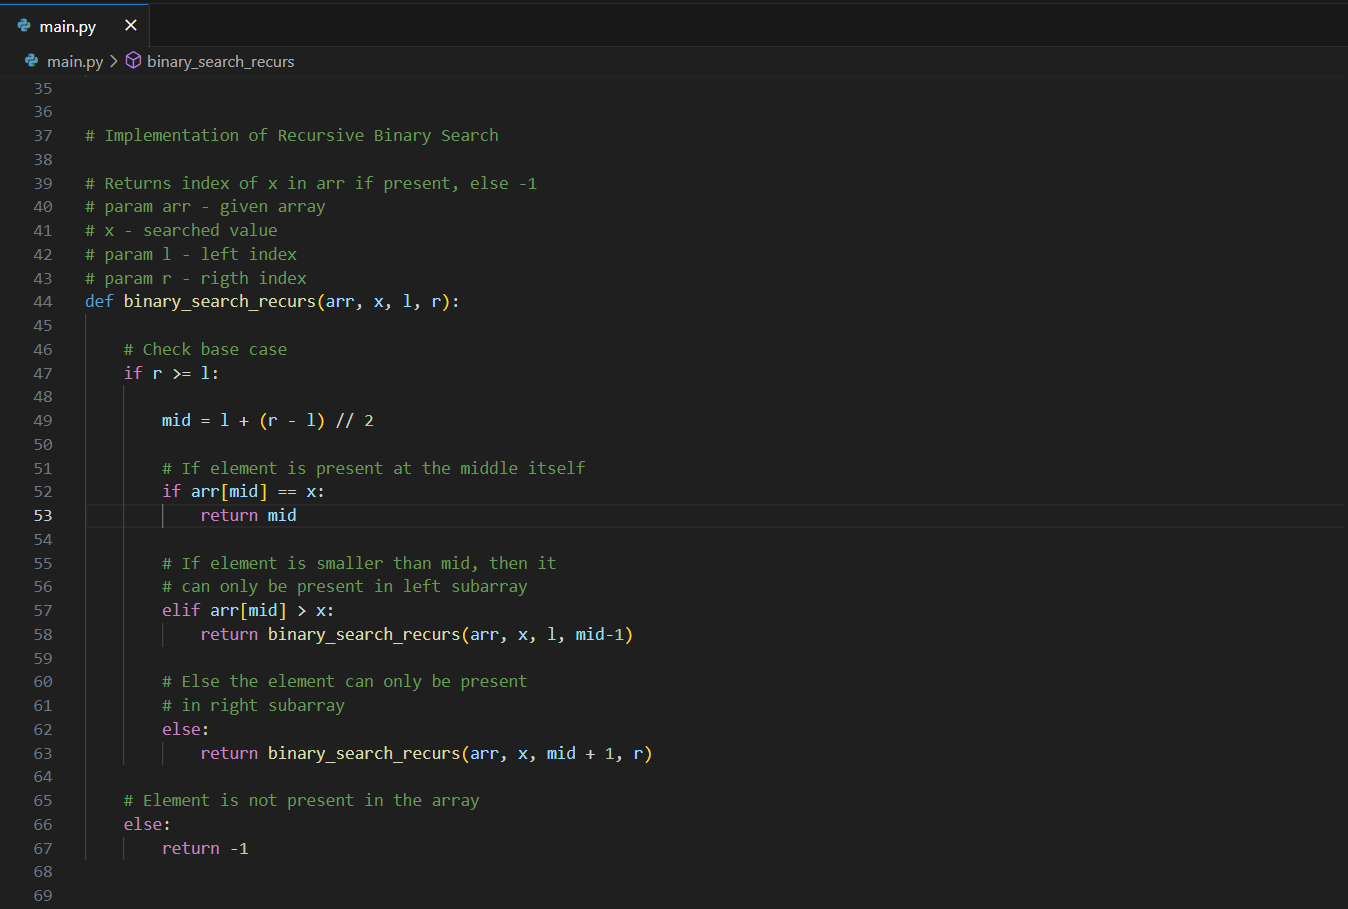 main.py
main.py > binary_search_recurs
35
36
37 # Implementation of Recursive Binary Search
38
39 # Returns index of x in arr if present, else -1
40 # param arr - given array
41 # x - searched value
42 # param l - left index
43 # param r - rigth index
44 def binary_search_recurs(arr, x, l, r):
45
46     # Check base case
47     if r >= l:
48
49         mid = l + (r - l) // 2
50
51         # If element is present at the middle itself
52         if arr[mid] == x:
53             return mid
54
55         # If element is smaller than mid, then it
56         # can only be present in left subarray
57         elif arr[mid] > x:
58             return binary_search_recurs(arr, x, l, mid-1)
59
60         # Else the element can only be present
61         # in right subarray
62         else:
63             return binary_search_recurs(arr, x, mid + 1, r)
64
65     # Element is not present in the array
66     else:
67         return -1
68
69